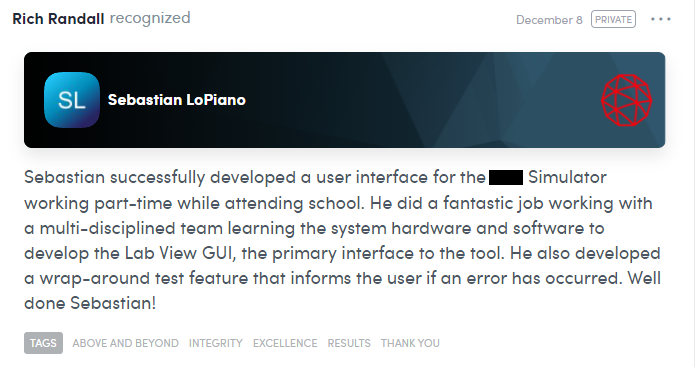 Rich Randall recognized
December 8 PRIVATE
SL Sebastian LoPiano
Sebastian successfully developed a user interface for the Simulator
working part-time while attending school. He did a fantastic job working with
a multi-disciplined team learning the system hardware and software to
develop the Lab View GUI, the primary interface to the tool. He also developed
a wrap-around test feature that informs the user if an error has occurred. Well
done Sebastian!
TAGS ABOVE AND BEYOND INTEGRITY EXCELLENCE RESULTS THANK YOU